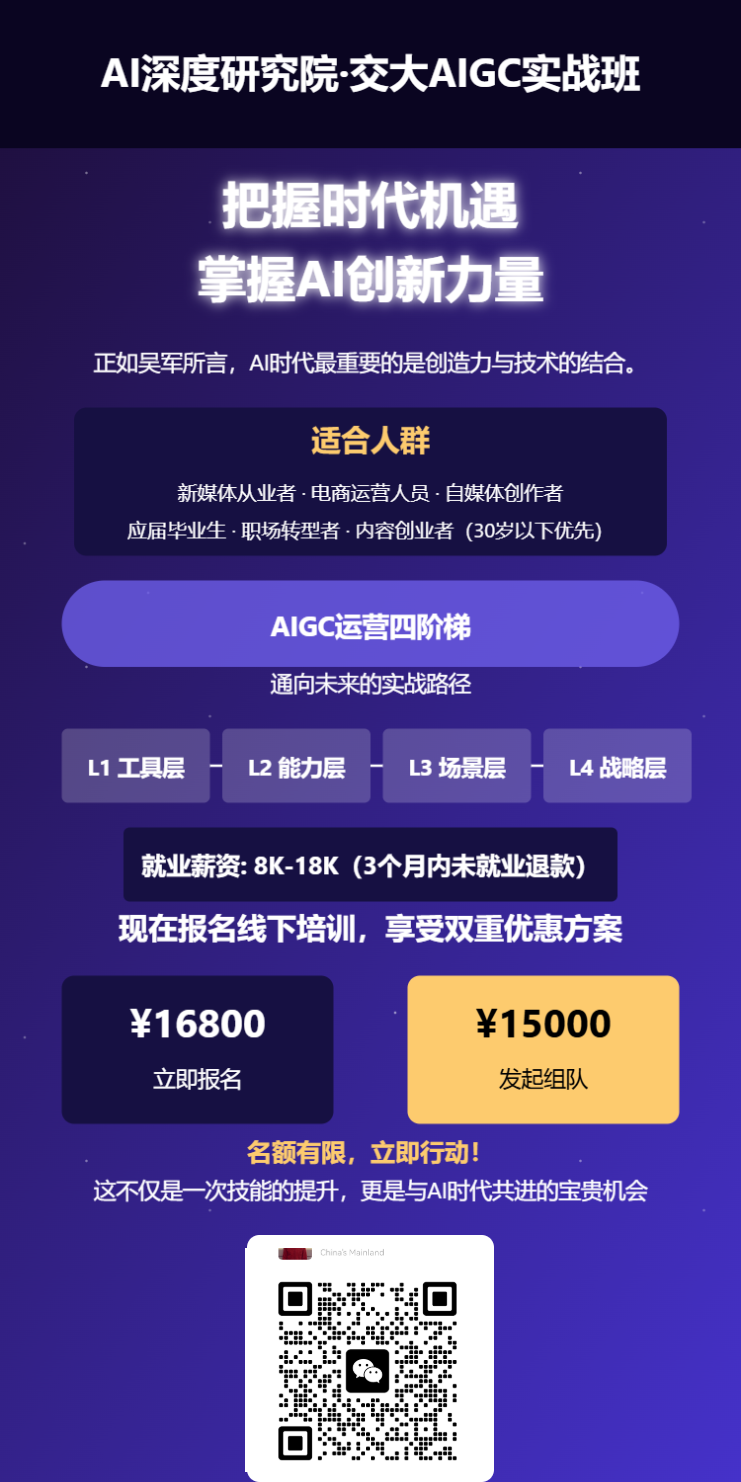 AI深度研究院·交大AIGC实战班
把握时代机遇
掌握AI创新力量
正如吴军所言，AI时代最重要的是创造力与技术的结合。
适合人群
新媒体从业者 · 电商运营人员 · 自媒体创作者
应届毕业生 · 职场转型者 · 内容创业者（30岁以下优先）
AIGC运营四阶梯
通向未来的实战路径
L1 工具层
L2 能力层
L3 场景层
L4 战略层
就业薪资: 8K-18K（3个月内未就业退款）
现在报名线下培训，享受双重优惠方案
¥16800
立即报名
¥15000
发起组队
名额有限，立即行动！
这不仅是一次技能的提升，更是与AI时代共进的宝贵机会
China's Mainland